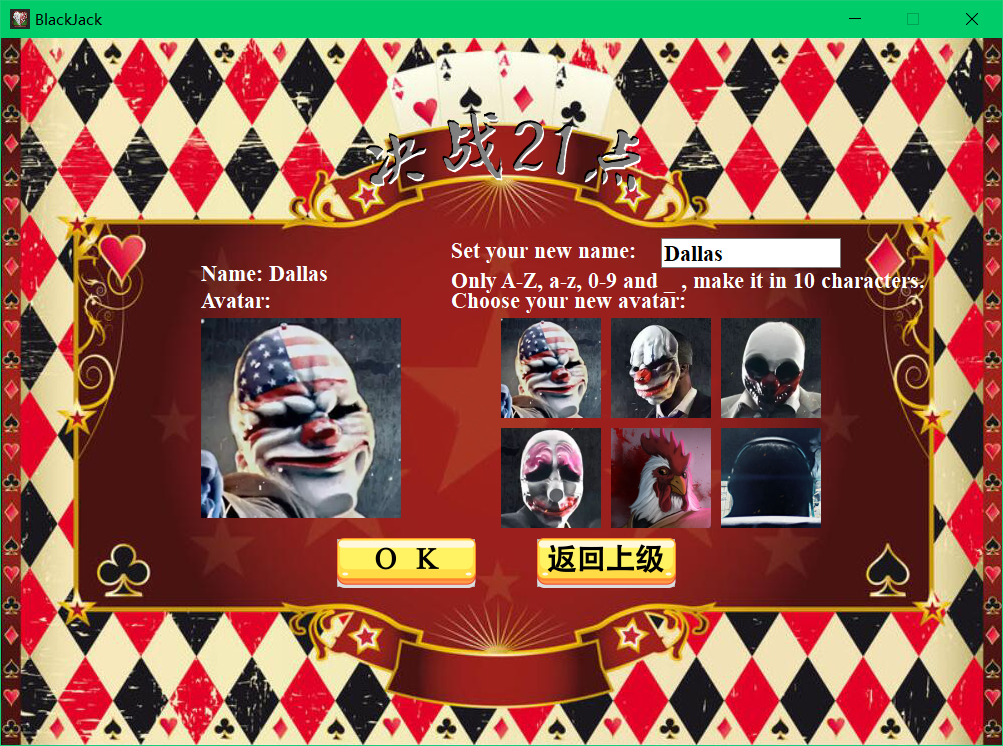 BlackJack
A A A A
决战21点
Set your new name: Dallas
Name: Dallas
Only A-Z, a-z, 0-9 and _ , make it in 10 characters.
Avatar:
Choose your new avatar:
O K
返回上级